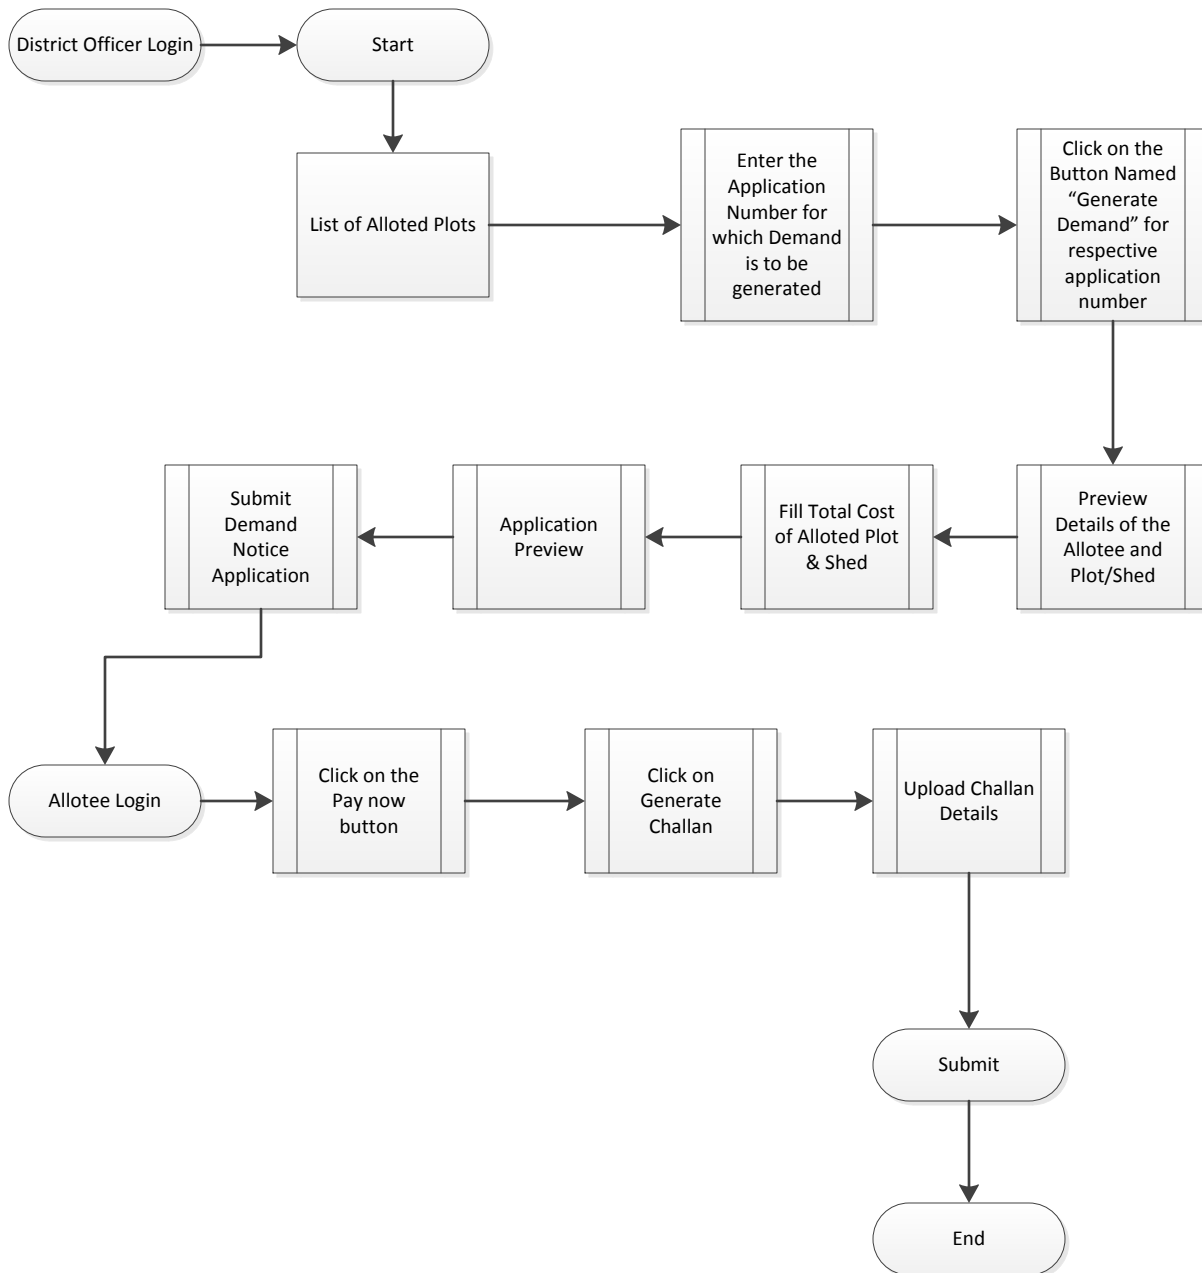 District Officer Login
Start
List of Alloted Plots
Enter the
Application
Number for
which Demand
is to be
generated
Click on the
Button Named
“Generate
Demand” for
respective
application
number
Preview
Details of the
Allotee and
Plot/Shed
Fill Total Cost
of Alloted Plot
& Shed
Application
Preview
Submit
Demand
Notice
Application
Allotee Login
Click on the
Pay now
button
Click on
Generate
Challan
Upload Challan
Details
Submit
End